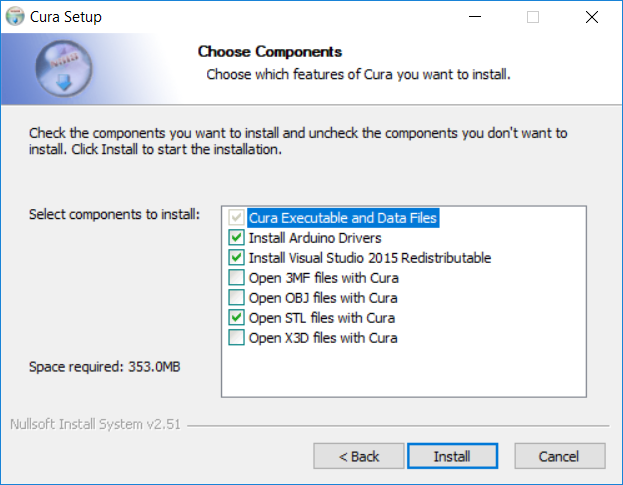 Cura Setup
Choose Components
Choose which features of Cura you want to install.
Check the components you want to install and uncheck the components you don't want to
install. Click Install to start the installation.
Select components to install:
Cura Executable and Data Files
Install Arduino Drivers
Install Visual Studio 2015 Redistributable
Open 3MF files with Cura
Open OBJ files with Cura
Open STL files with Cura
Open X3D files with Cura
Space required: 353.0MB
Nullsoft Install System v2.51
< Back
Install
Cancel